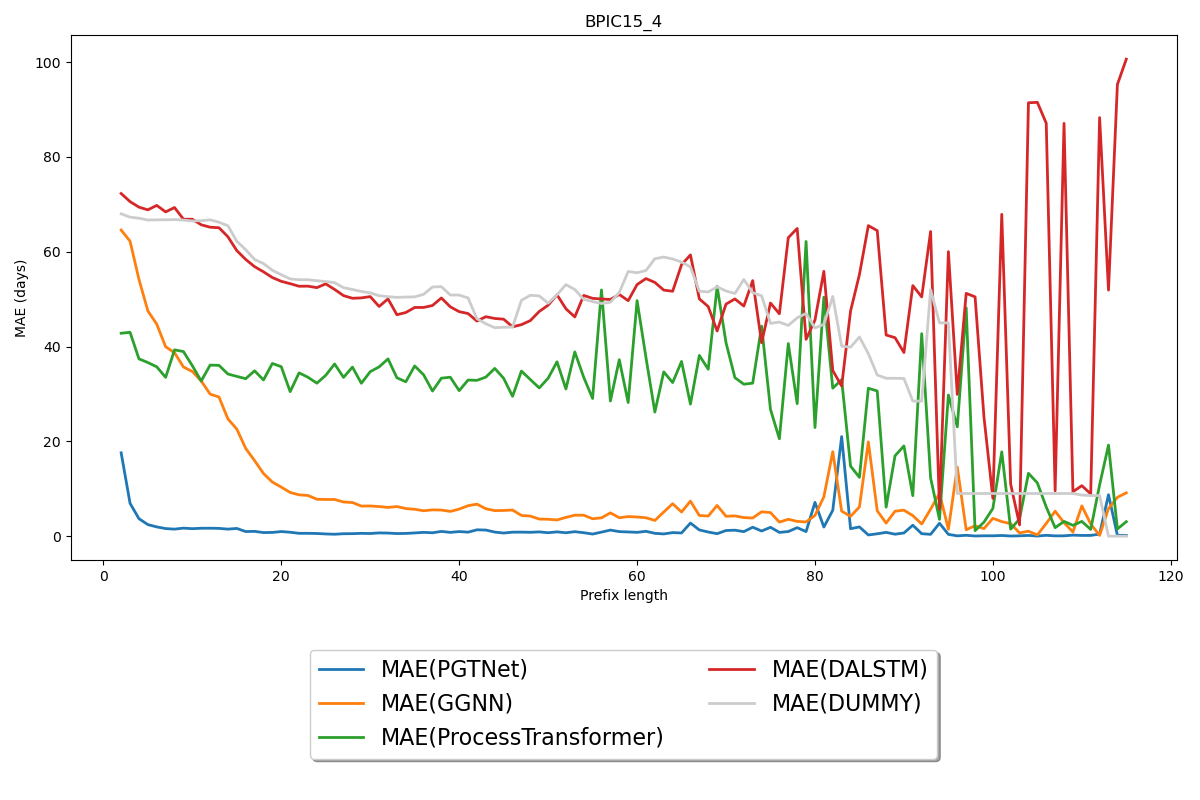 BPIC15_4
MAE (days)
100
80
60
40
20
0
0 20 40 60 80 100 120
Prefix length
MAE(PGTNet)
MAE(GGNN)
MAE(ProcessTransformer)
MAE(DALSTM)
MAE(DUMMY)